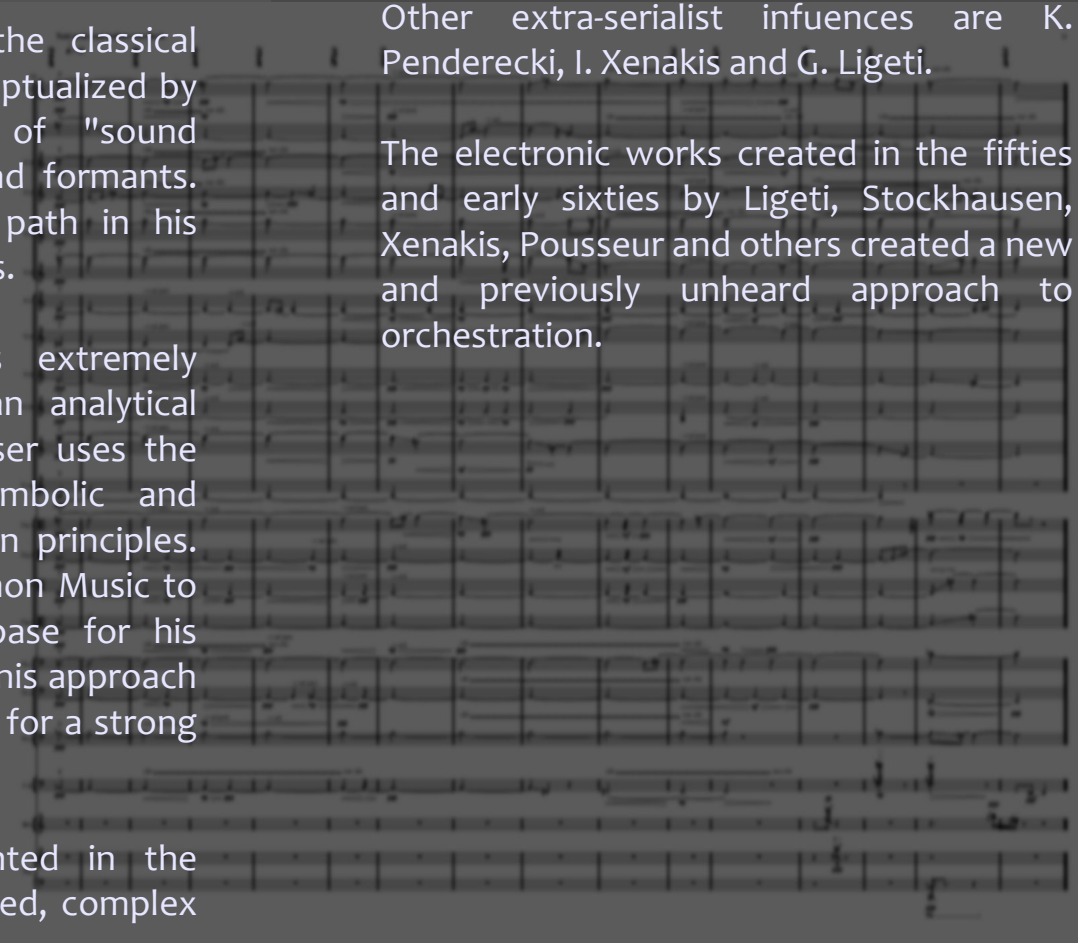 the classical
ptualized by
of "sound
nd formants.
path in his
s.
extremely
an analytical
ser uses the
mbolic and
n principles.
non Music to
base for his
his approach
for a strong
nted in the
ed, complex
Other extra-serialist infuences are K.
Penderecki, I. Xenakis and G. Ligeti.
The electronic works created in the fifties
and early sixties by Ligeti, Stockhausen,
Xenakis, Pousseur and others created a new
and previously unheard approach to
orchestration.